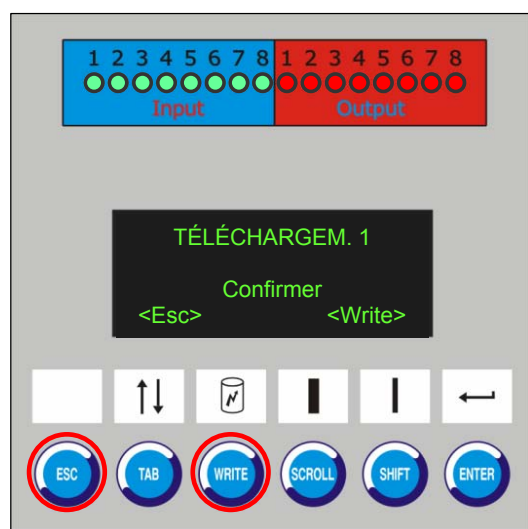 1 2 3 4 5 6 7 8 1 2 3 4 5 6 7 8
Input Output
TÉLÉCHARGEM. 1
Confirmer
<Esc> <Write>
ESC TAB WRITE SCROLL SHIFT ENTER